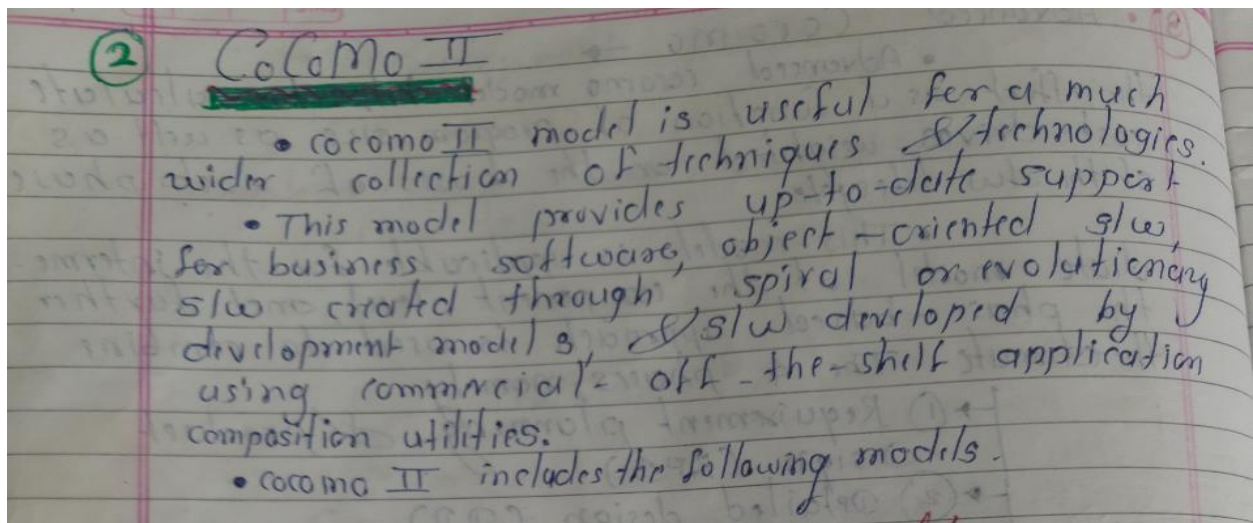 ② CoCoMo II
• cocomo II model is useful for a much
wider collection of techniques & technologies.
• This model provides up-to-date support
for business software, object-oriented s/w,
s/w created through spiral or evolutionary
development models, & s/w developed by
using commercial-off-the-shelf application
composition utilities.
• cocomo II includes the following models.